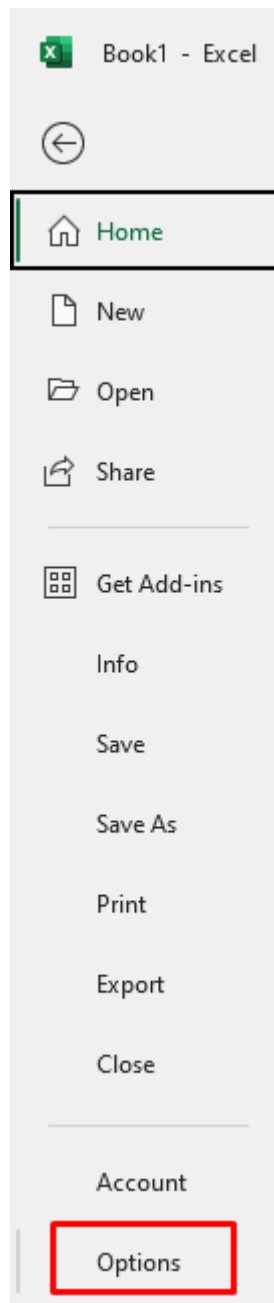 Book1 - Excel
Home
New
Open
Share
Get Add-ins
Info
Save
Save As
Print
Export
Close
Account
Options